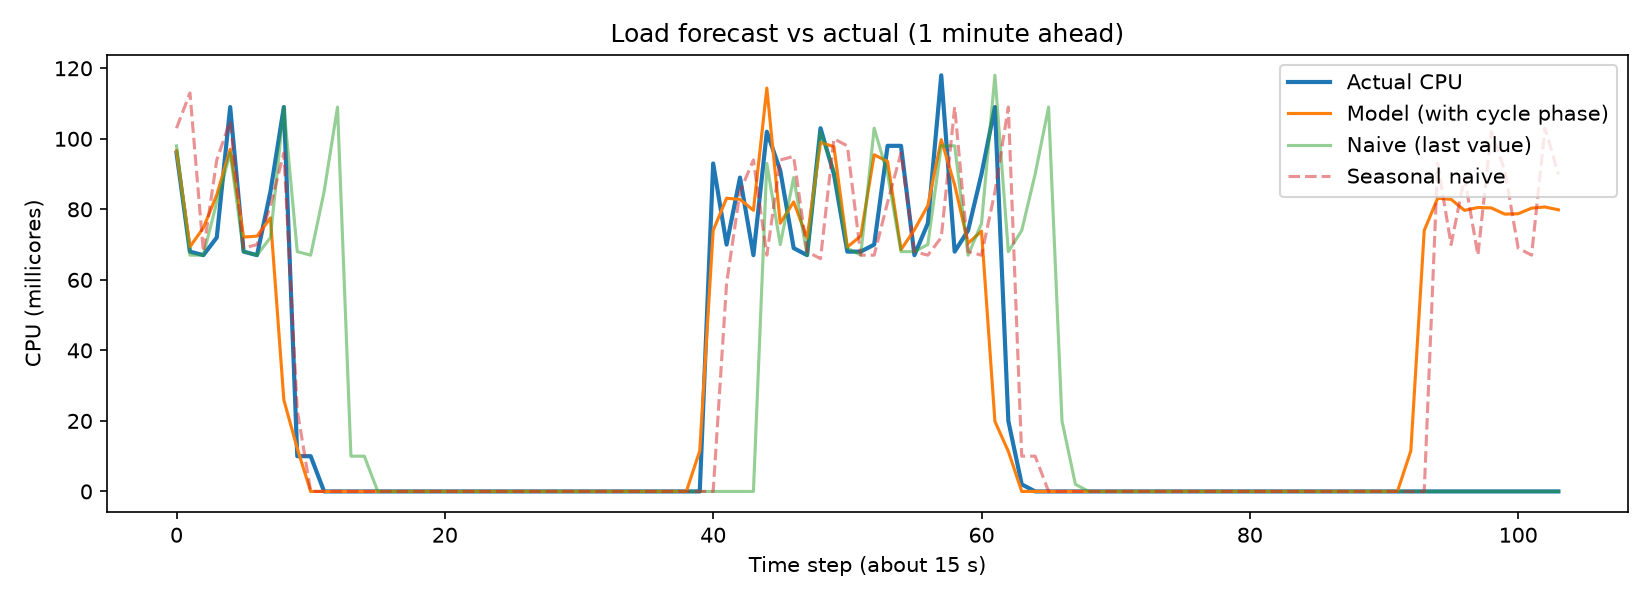 Load forecast vs actual (1 minute ahead)
120
100
80
60
40
20
0
CPU (millicores)
Actual CPU
Model (with cycle phase)
Naive (last value)
Seasonal naive
0
20
40
60
80
100
Time step (about 15 s)